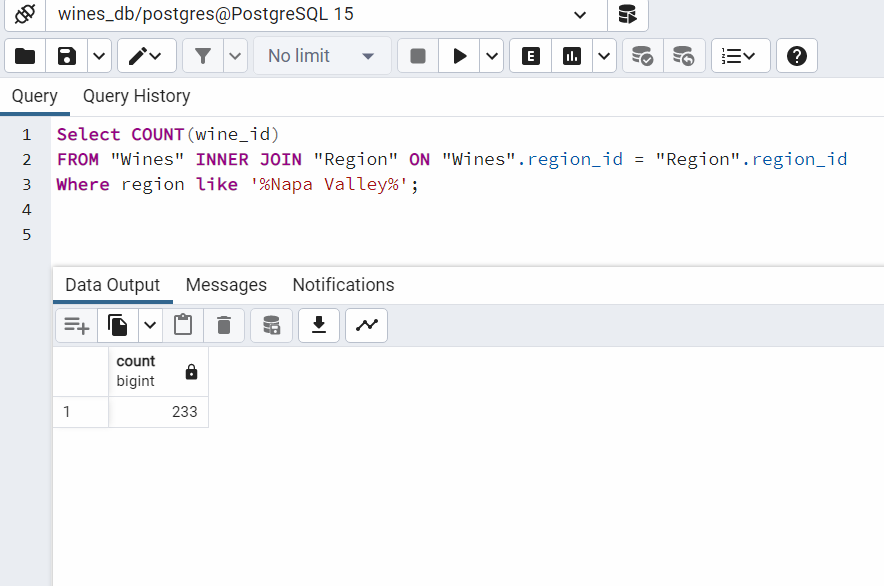 wines_db/postgres@PostgreSQL 15
No limit
E
Query Query History
1 Select COUNT(wine_id)
2 FROM "Wines" INNER JOIN "Region" ON "Wines".region_id = "Region".region_id
3 Where region like '%Napa Valley%';
4
5
Data Output Messages Notifications
count
bigint
1 233